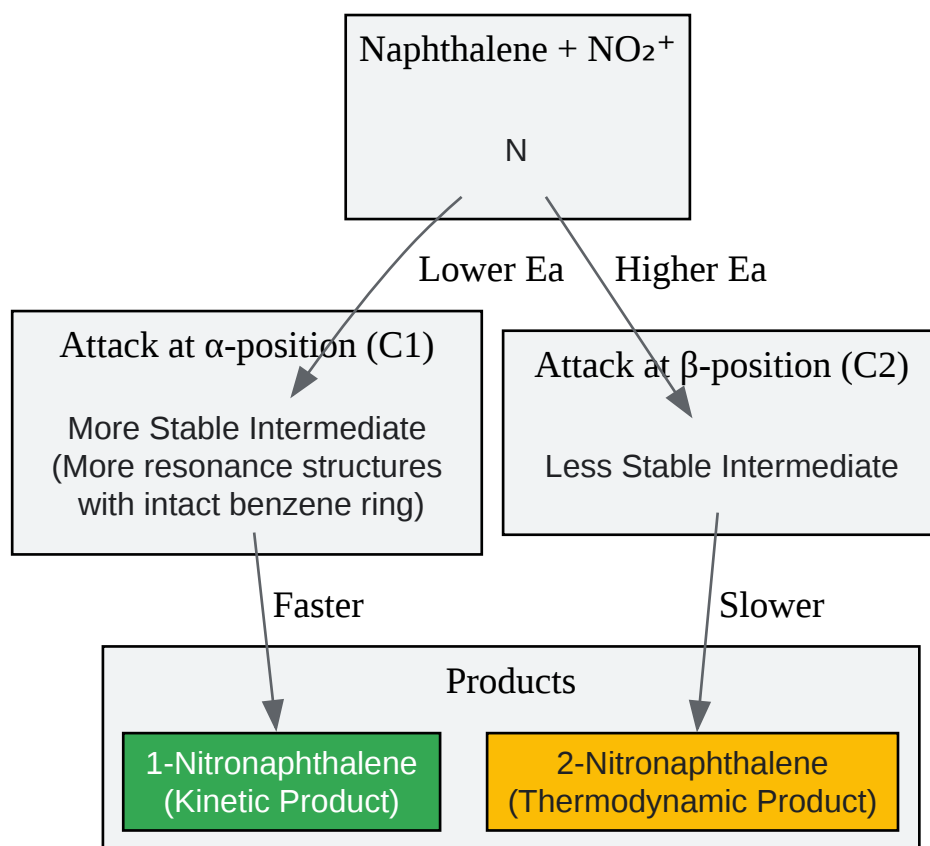 Naphthalene + NO₂⁺
N
Lower Ea
Higher Ea
Attack at α-position (C1)
More Stable Intermediate
(More resonance structures
with intact benzene ring)
Attack at β-position (C2)
Less Stable Intermediate
Faster
Slower
Products
1-Nitronaphthalene
(Kinetic Product)
2-Nitronaphthalene
(Thermodynamic Product)